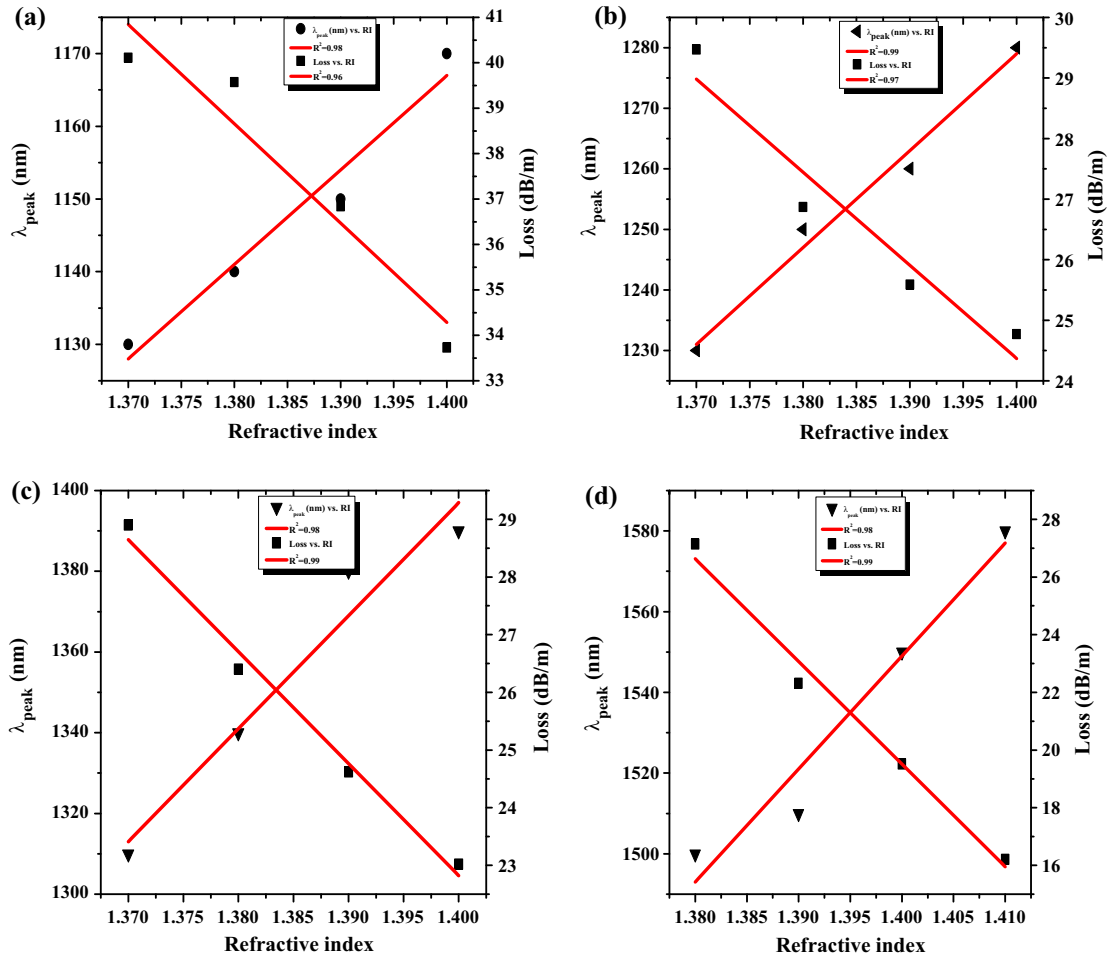 (a)
λpeak (nm) vs. RI
R²=0.98
Loss vs. RI
R²=0.96
1170
1160
1150
1140
1130
41
40
39
38
37
36
35
34
33
λpeak (nm)
Loss (dB/m)
1.370 1.375 1.380 1.385 1.390 1.395 1.400
Refractive index
(b)
λpeak (nm) vs. RI
R²=0.99
Loss vs. RI
R²=0.97
1280
1270
1260
1250
1240
1230
30
29
28
27
26
25
24
λpeak (nm)
Loss (dB/m)
1.370 1.375 1.380 1.385 1.390 1.395 1.400
Refractive index
(c)
λpeak (nm) vs. RI
R²=0.98
Loss vs. RI
R²=0.99
1400
1390
1380
1360
1340
1320
1310
1300
29
28
27
26
25
24
23
λpeak (nm)
Loss (dB/m)
1.370 1.375 1.380 1.385 1.390 1.395 1.400
Refractive index
(d)
λpeak (nm) vs. RI
R²=0.98
Loss vs. RI
R²=0.99
1580
1560
1540
1520
1500
28
26
24
22
20
18
16
λpeak (nm)
Loss (dB/m)
1.380 1.385 1.390 1.395 1.400 1.405 1.410
Refractive index